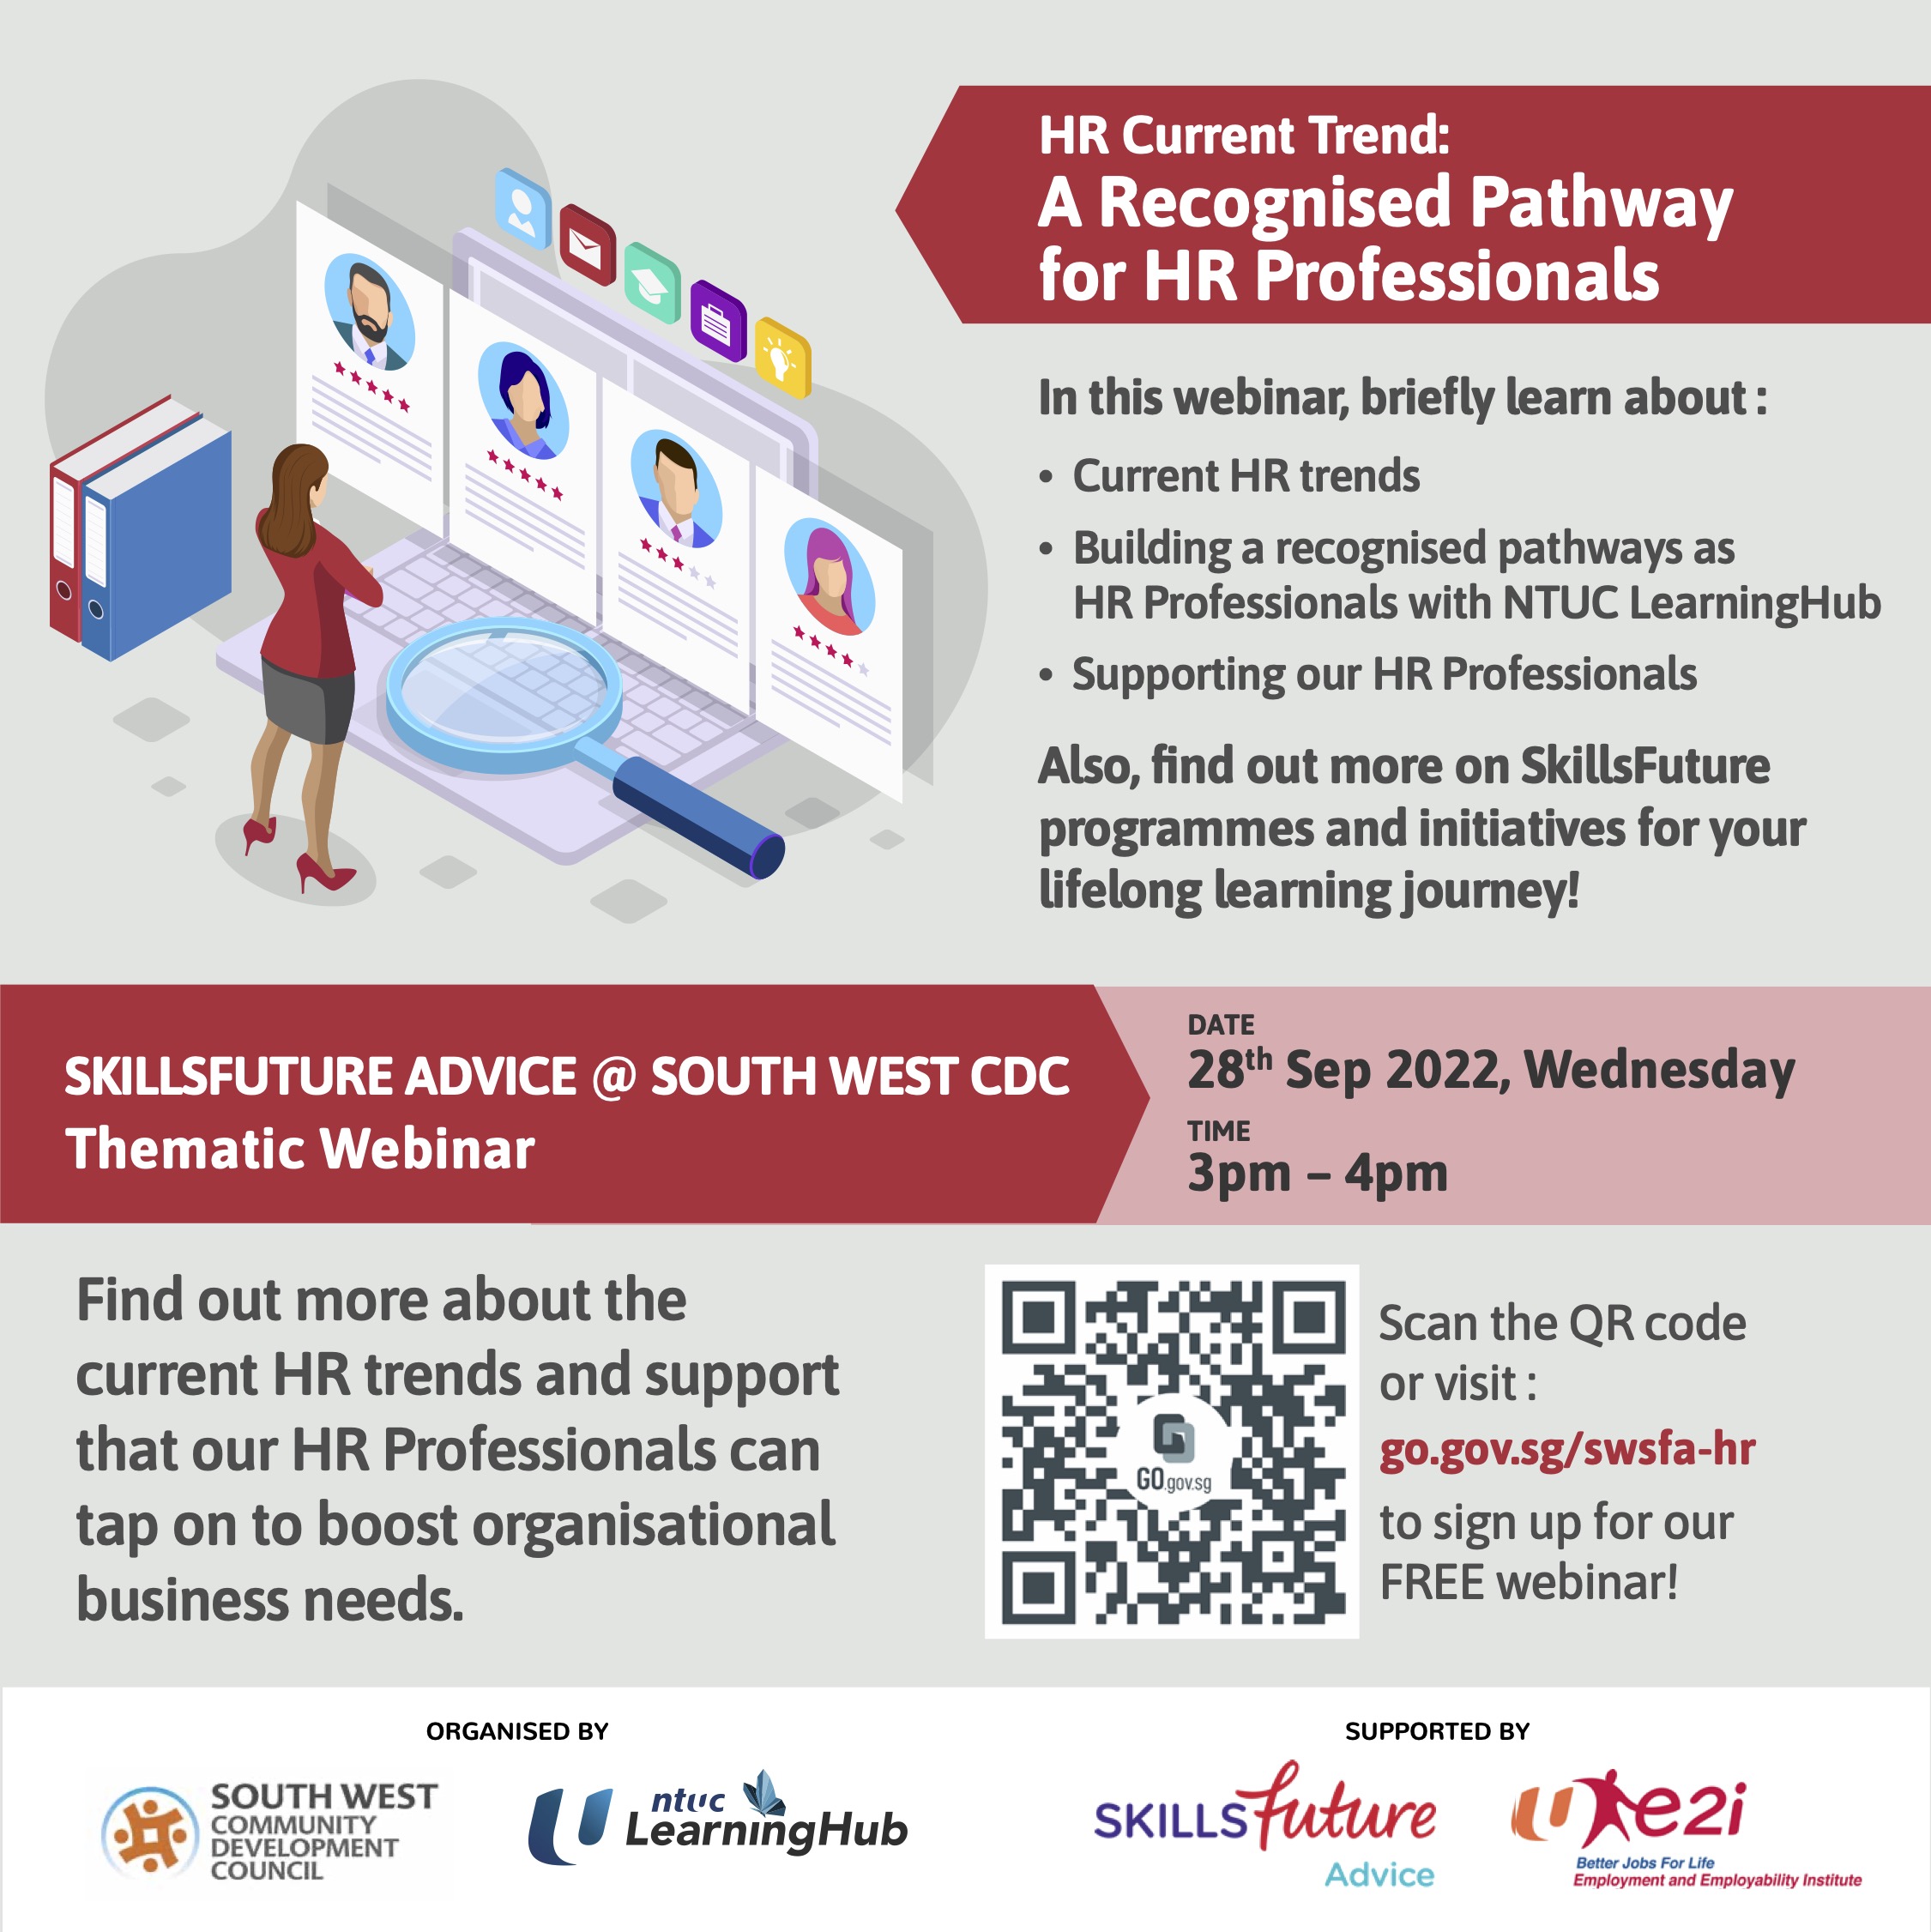 HR Current Trend:
A Recognised Pathway
for HR Professionals
In this webinar, briefly learn about :
• Current HR trends
• Building a recognised pathways as
HR Professionals with NTUC LearningHub
• Supporting our HR Professionals
Also, find out more on SkillsFuture
programmes and initiatives for your
lifelong learning journey!
SKILLSFUTURE ADVICE @ SOUTH WEST CDC
Thematic Webinar
DATE
28th Sep 2022, Wednesday
TIME
3pm – 4pm
Find out more about the
current HR trends and support
that our HR Professionals can
tap on to boost organisational
business needs.
GO.gov.sg
Scan the QR code
or visit :
go.gov.sg/swsfa-hr
to sign up for our
FREE webinar!
ORGANISED BY
SOUTH WEST
COMMUNITY
DEVELOPMENT
COUNCIL
U ntuc
LearningHub
SUPPORTED BY
SKILLSfuture
Advice
U e2i
Better Jobs For Life
Employment and Employability Institute